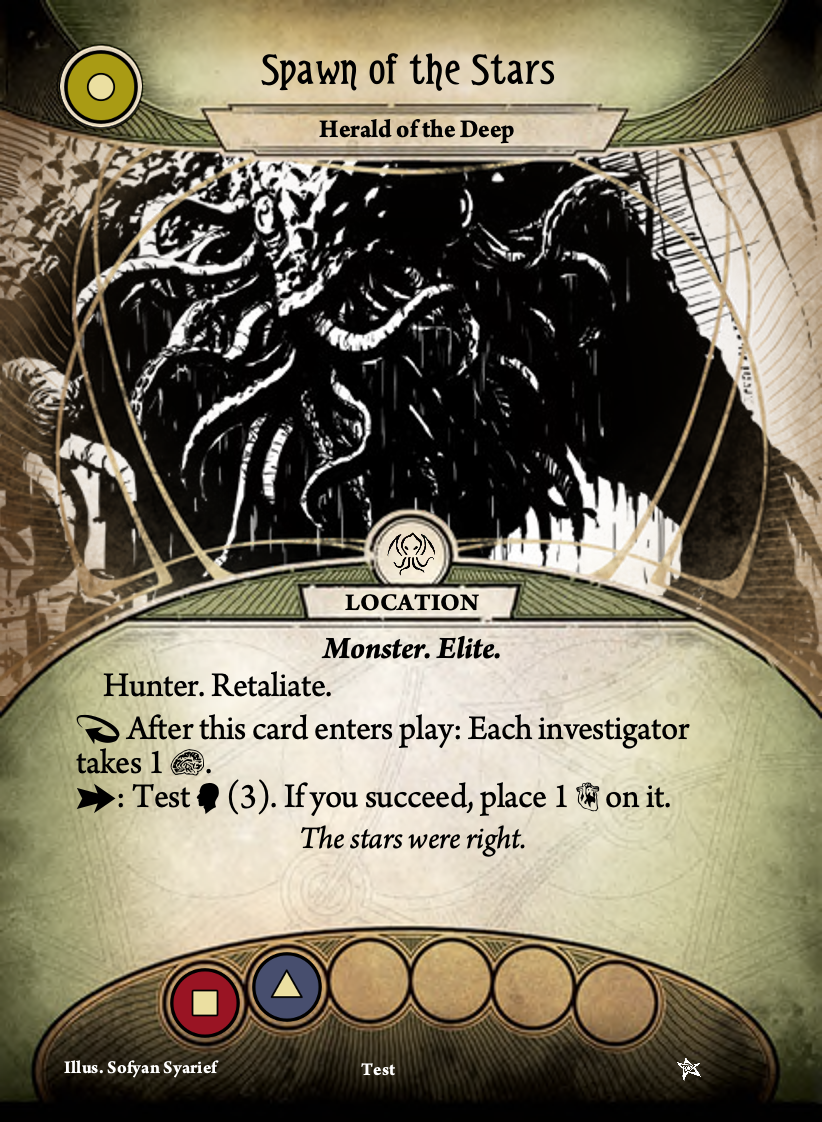 Spawn of the Stars
Herald of the Deep
LOCATION
Monster. Elite.
Hunter. Retaliate.
After this card enters play: Each investigator
takes 1 .
: Test (3). If you succeed, place 1 on it.
The stars were right.
Illus. Sofyan Syarief
Test